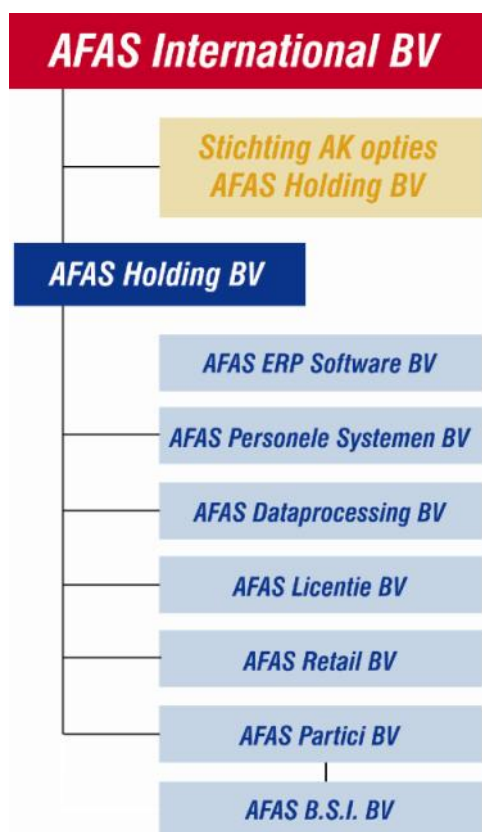 AFAS International BV
Stichting AK opties
AFAS Holding BV
AFAS Holding BV
AFAS ERP Software BV
AFAS Personele Systemen BV
AFAS Dataprocessing BV
AFAS Licentie BV
AFAS Retail BV
AFAS Partici BV
AFAS B.S.I. BV